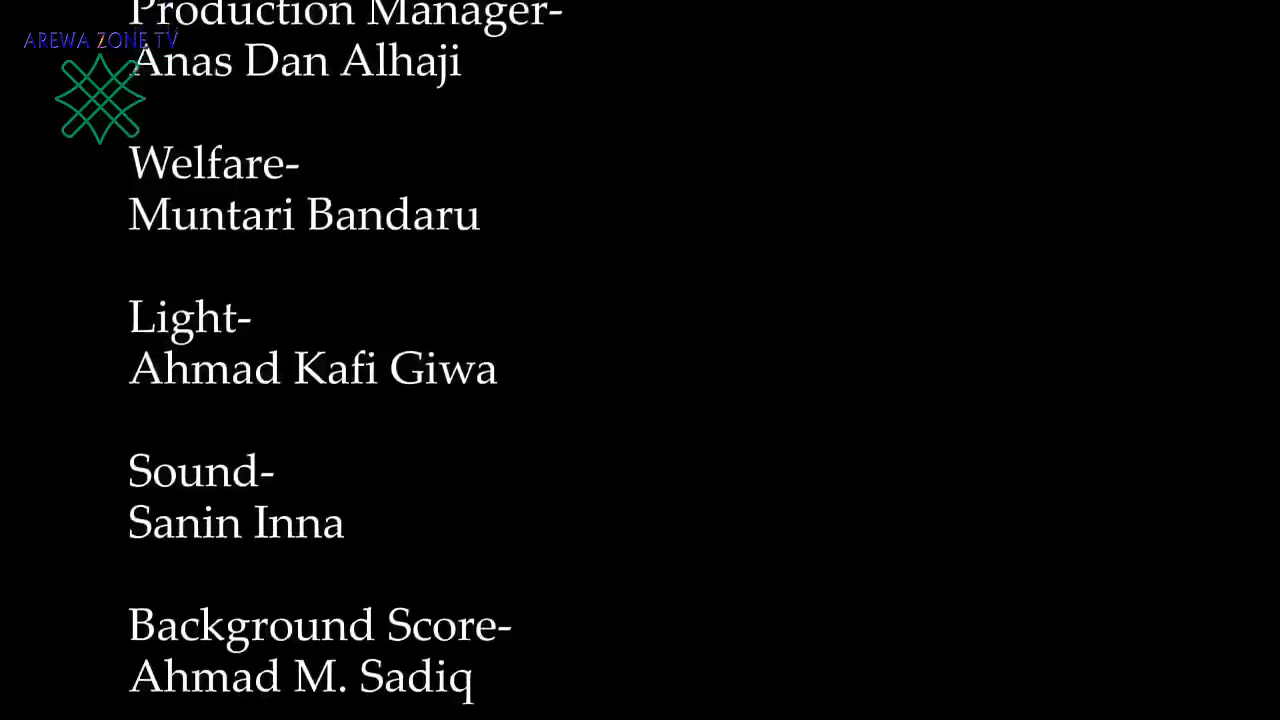 Production Manager-
AREWA ZONE TV
Anas Dan Alhaji
Welfare-
Muntari Bandaru
Light-
Ahmad Kafi Giwa
Sound-
Sanin Inna
Background Score-
Ahmad M. Sadiq